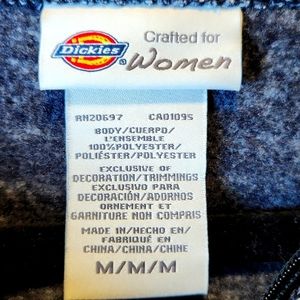 Dickies
Crafted for
Women
RN20697 CA01095
BODY/CUERPO/
L'ENSEMBLE
100%POLYESTER/
POLIÉSTER/POLYESTER
EXCLUSIVE OF
DECORATION/TRIMMINGS
EXCLUSIVO PARA
DECORACIÓN/ADORNOS
ORNEMENT ET
GARNITURE NON COMPRIS
MADE IN/HECHO EN/
FABRIQUÉ EN
CHINA/CHINA/CHINE
M/M/M